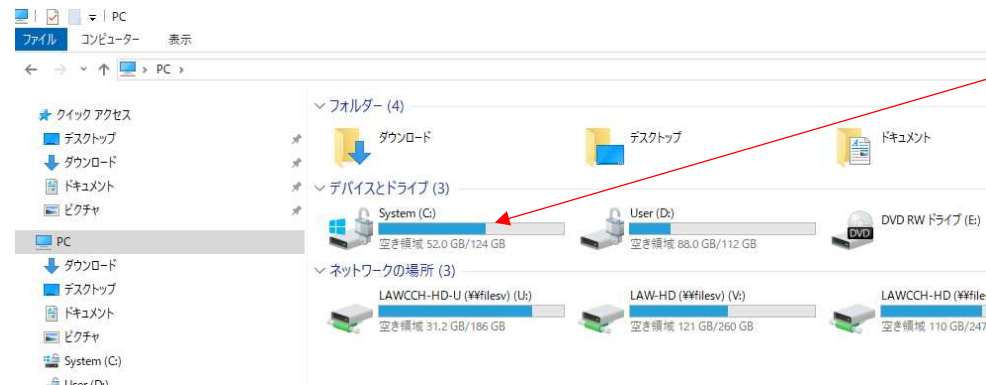 PC
ファイル コンピューター 表示
PC
クイック アクセス
デスクトップ
ダウンロード
ドキュメント
ピクチャ
PC
ダウンロード
デスクトップ
ドキュメント
ピクチャ
System (C:)
User (D:)
フォルダー (4)
ダウンロード デスクトップ ドキュメント
デバイスとドライブ (3)
System (C:) User (D:) DVD RW ドライブ (E:)
DVD
空き領域 52.0 GB/124 GB 空き領域 88.0 GB/112 GB
ネットワークの場所 (3)
LAWCCH-HD-U (¥¥filesv) (U:) LAW-HD (¥¥filesv) (V:) LAWCCH-HD (¥¥files
空き領域 31.2 GB/186 GB 空き領域 121 GB/260 GB 空き領域 110 GB/247